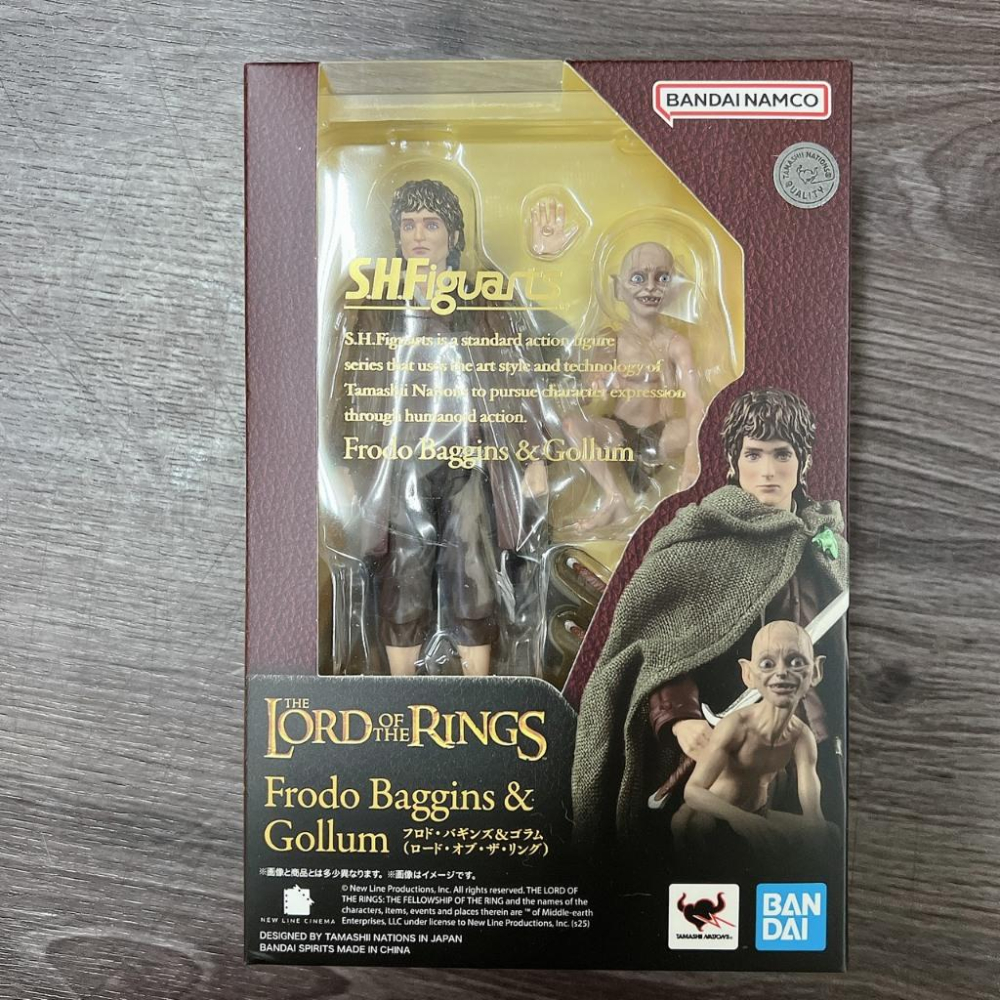 BANDAI NAMCO
TAMASHII NATIONS
QUALITY
S.H.Figuarts
S.H.Figuarts is a standard action figure
series that uses the art style and technology of
Tamashii Nations to pursue character expression
through humanoid action.
Frodo Baggins & Gollum
THE
LORD OF THE RINGS
Frodo Baggins &
Gollum フロド・バギンズ&ゴラム
(ロード・オブ・ザ・リング)
※画像と商品とは多少異なります。※画像はイメージです。
NEW LINE CINEMA
© New Line Productions, Inc. All rights reserved. THE LORD OF
THE RINGS: THE FELLOWSHIP OF THE RING and the names of the
characters, items, events and places therein are ™ of Middle-earth
Enterprises, LLC under license to New Line Productions, Inc. (s25)
DESIGNED BY TAMASHII NATIONS IN JAPAN
BANDAI SPIRITS MADE IN CHINA
TAMASHII NATIONS
BAN
DAI